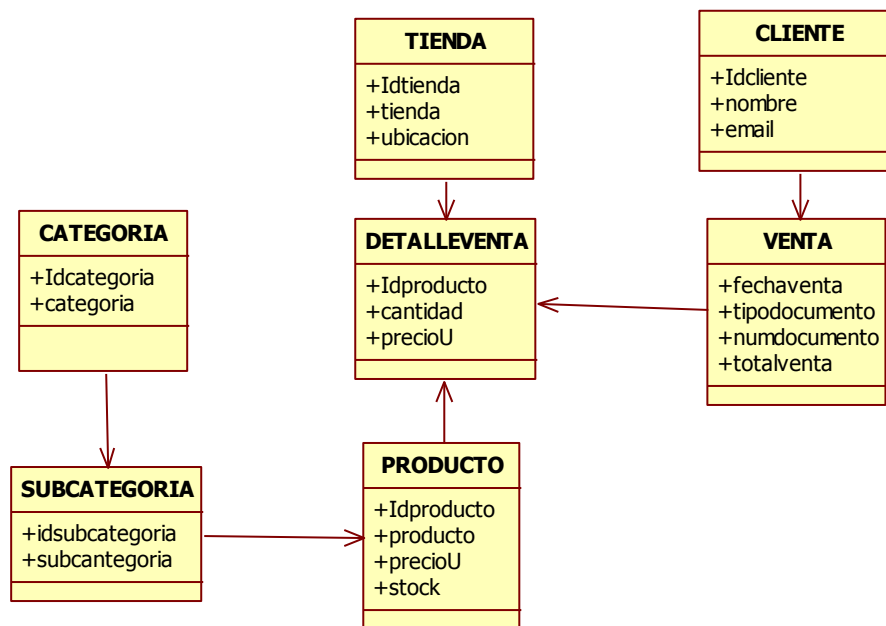 TIENDA
+Idtienda
+tienda
+ubicacion
CLIENTE
+Idcliente
+nombre
+email
CATEGORIA
+Idcategoria
+categoria
DETALLEVENTA
+Idproducto
+cantidad
+precioU
VENTA
+fechaventa
+tipodocumento
+numdocumento
+totalventa
SUBCATEGORIA
+idsubcategoria
+subcantegoria
PRODUCTO
+Idproducto
+producto
+precioU
+stock